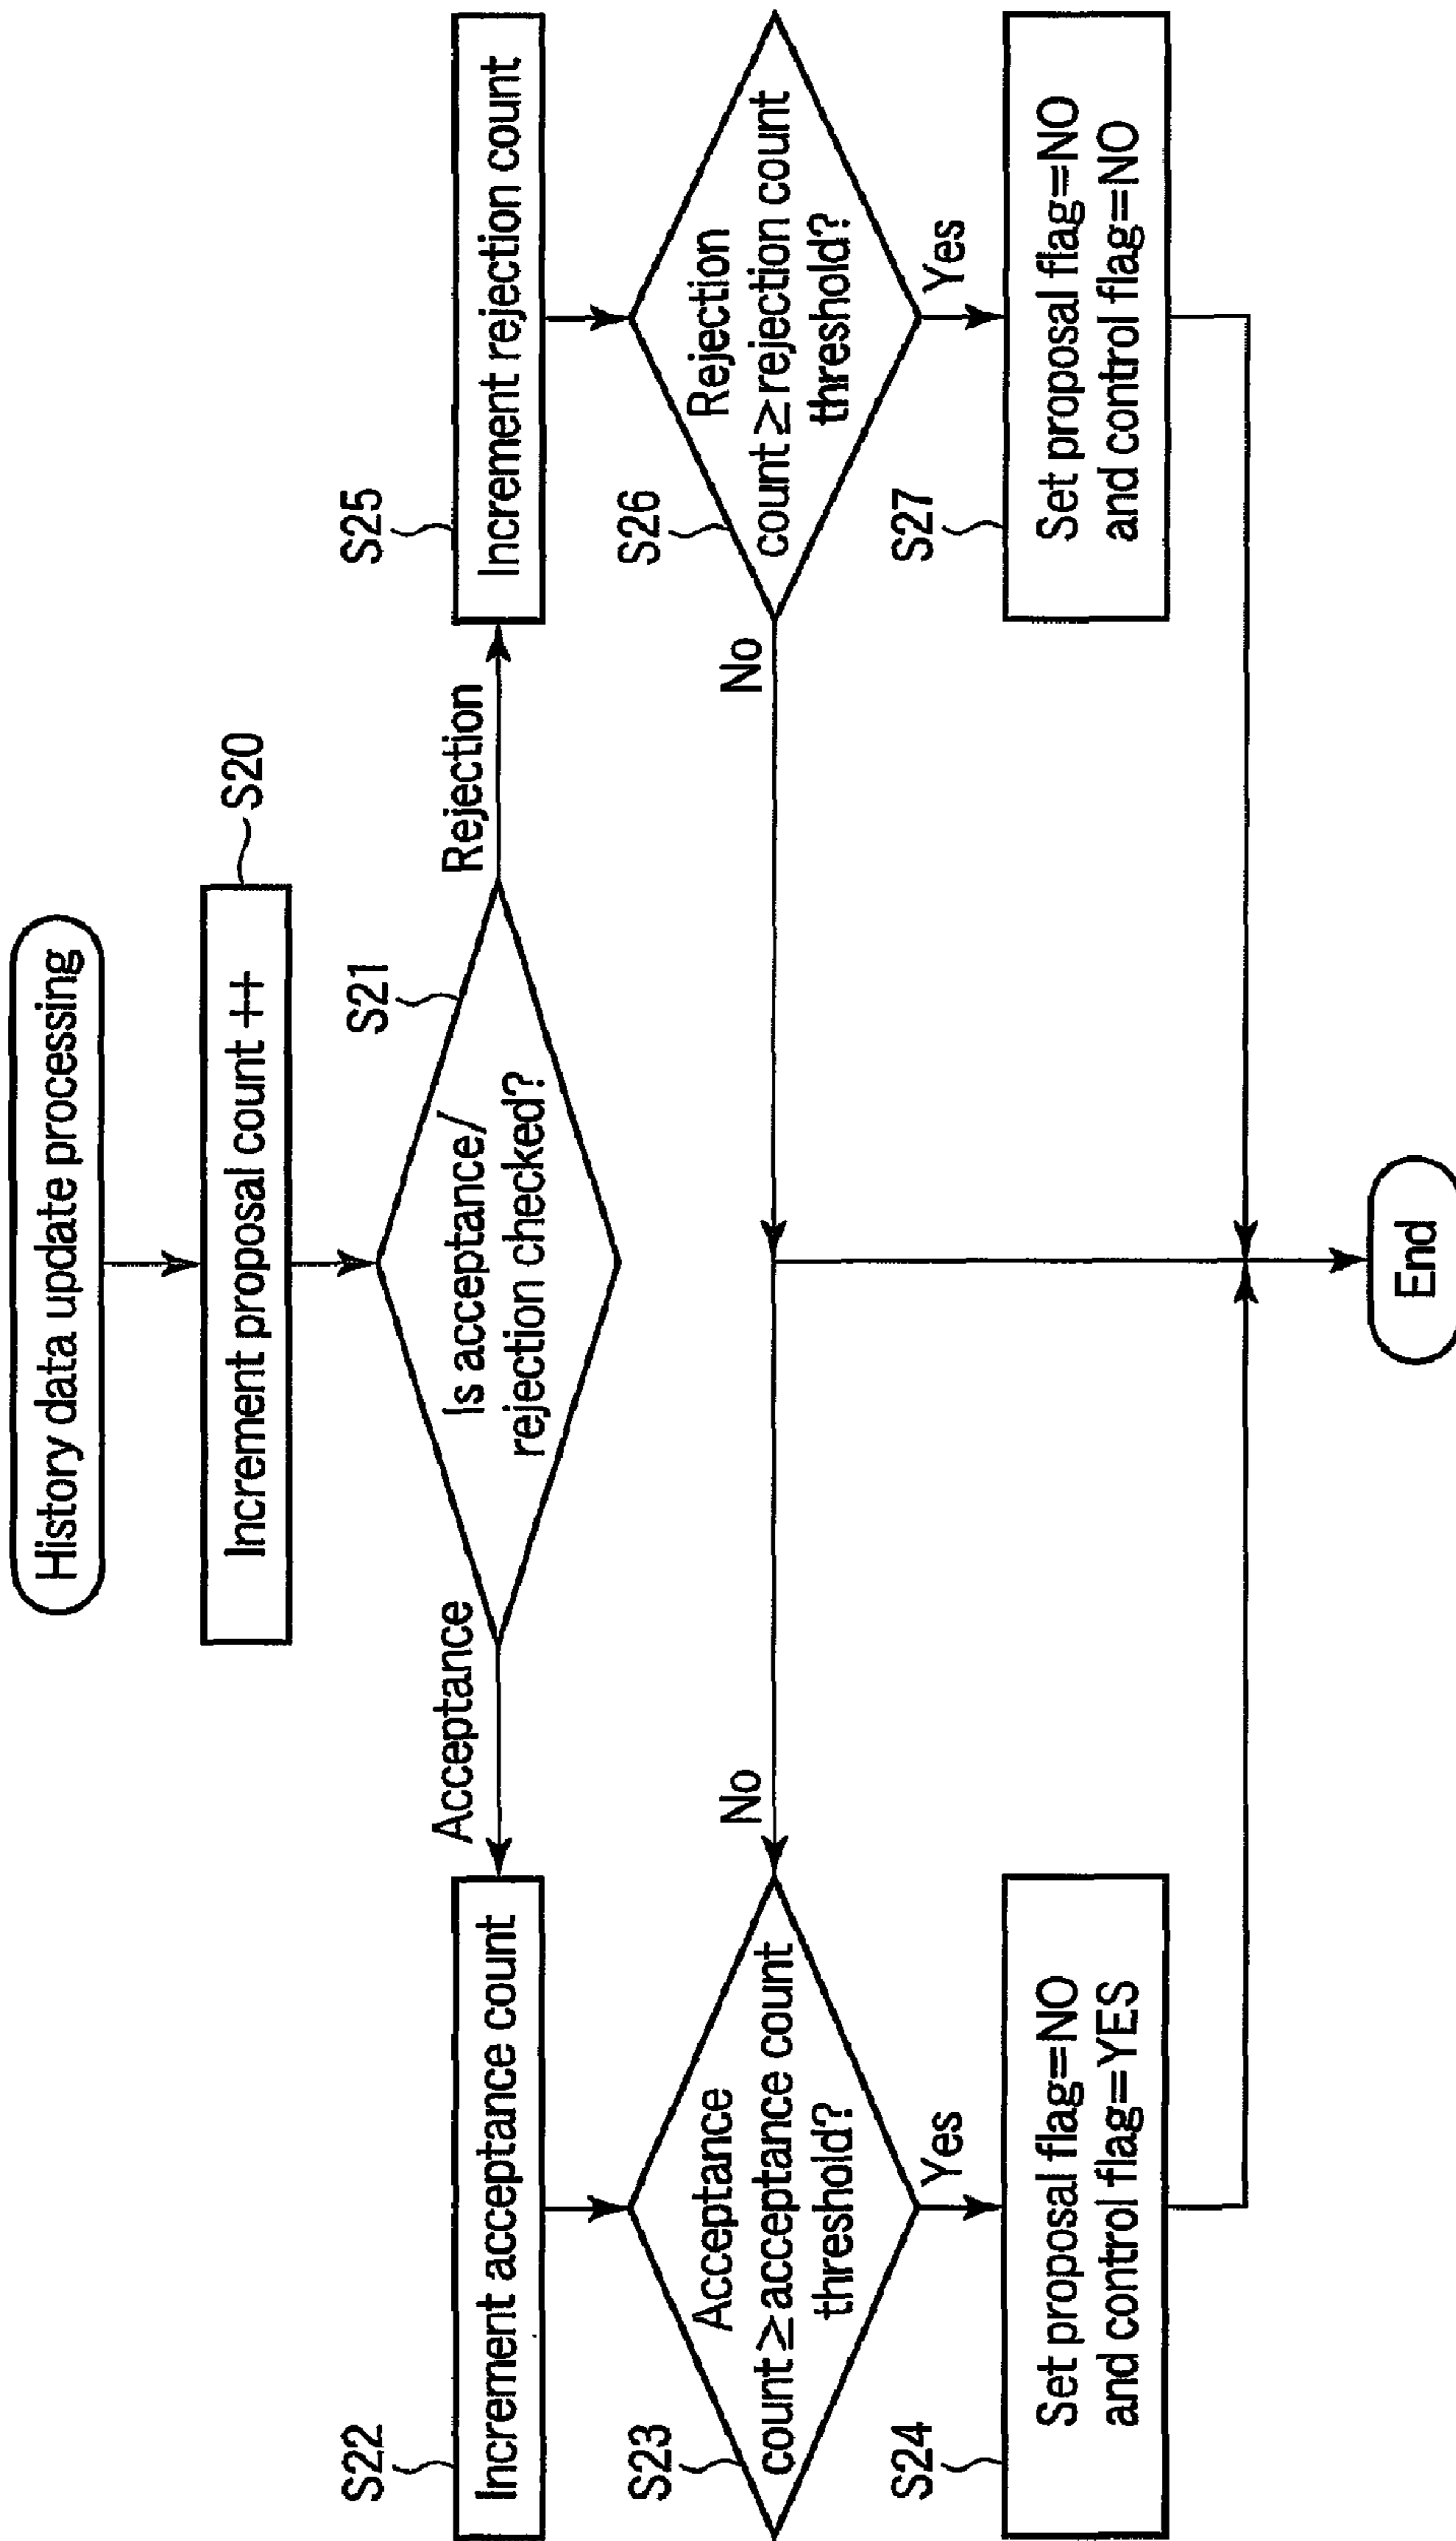 History data update processing
Increment proposal count ++
S20
Is acceptance/
rejection checked?
S21
Acceptance
Rejection
S22
Increment acceptance count
S25
Increment rejection count
S23
Acceptance
count≥acceptance count
threshold?
No
Yes
S26
Rejection
count≥rejection count
threshold?
No
Yes
S24
Set proposal flag=NO
and control flag=YES
S27
Set proposal flag=NO
and control flag=NO
End